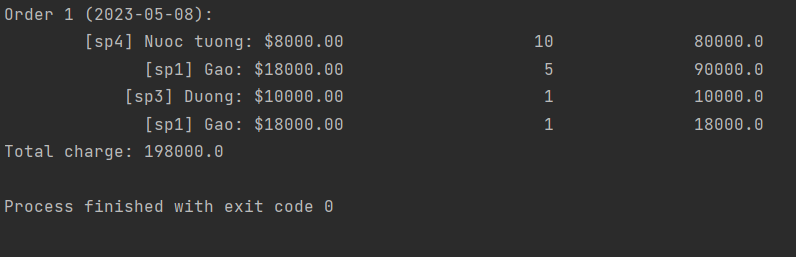 Order 1 (2023-05-08):
[sp4] Nuoc tuong: $8000.00 10 80000.0
[sp1] Gao: $18000.00 5 90000.0
[sp3] Duong: $10000.00 1 10000.0
[sp1] Gao: $18000.00 1 18000.0
Total charge: 198000.0
Process finished with exit code 0